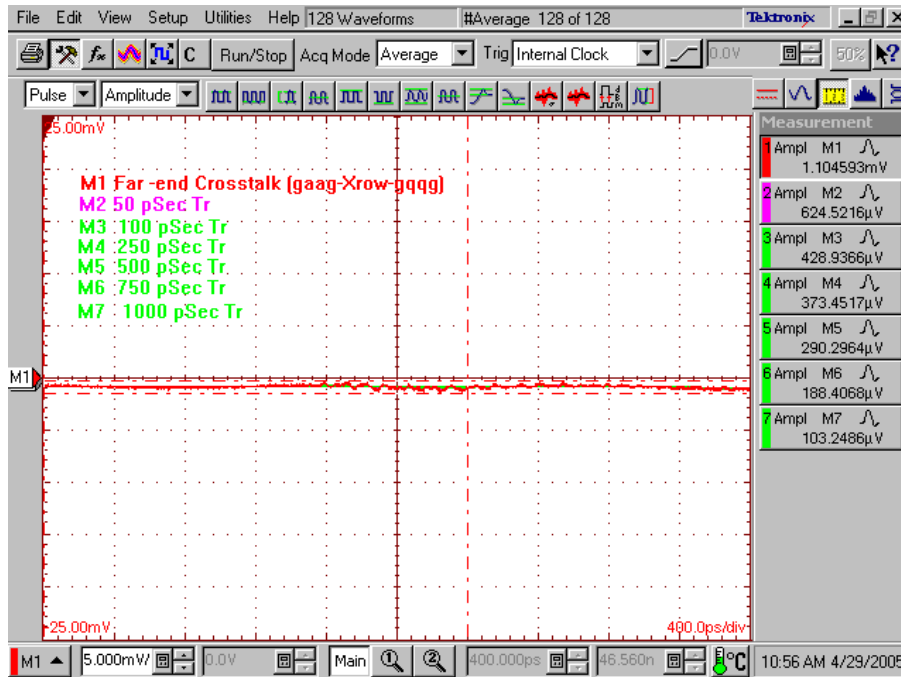 File Edit View Setup Utilities Help 128 Waveforms #Average 128 of 128 Tektronix
Run/Stop Acq Mode Average Trig Internal Clock 0.0V 50%
C
Pulse Amplitude
25.00mV
M1 Far -end Crosstalk (gaag-Xrow-gqqg)
M2 50 pSec Tr
M3 100 pSec Tr
M4 250 pSec Tr
M5 500 pSec Tr
M6 750 pSec Tr
M7 1000 pSec Tr
M1
-25.00mV
400.0ps/div
Measurement
1 Ampl M1
1.104593mV
2 Ampl M2
624.5216µV
3 Ampl M3
428.9366µV
4 Ampl M4
373.4517µV
5 Ampl M5
290.2964µV
6 Ampl M6
188.4068µV
7 Ampl M7
103.2486µV
M1 5.000mV/ 0.0V Main 1 2 400.000ps 46.560n °C 10:56 AM 4/29/2005